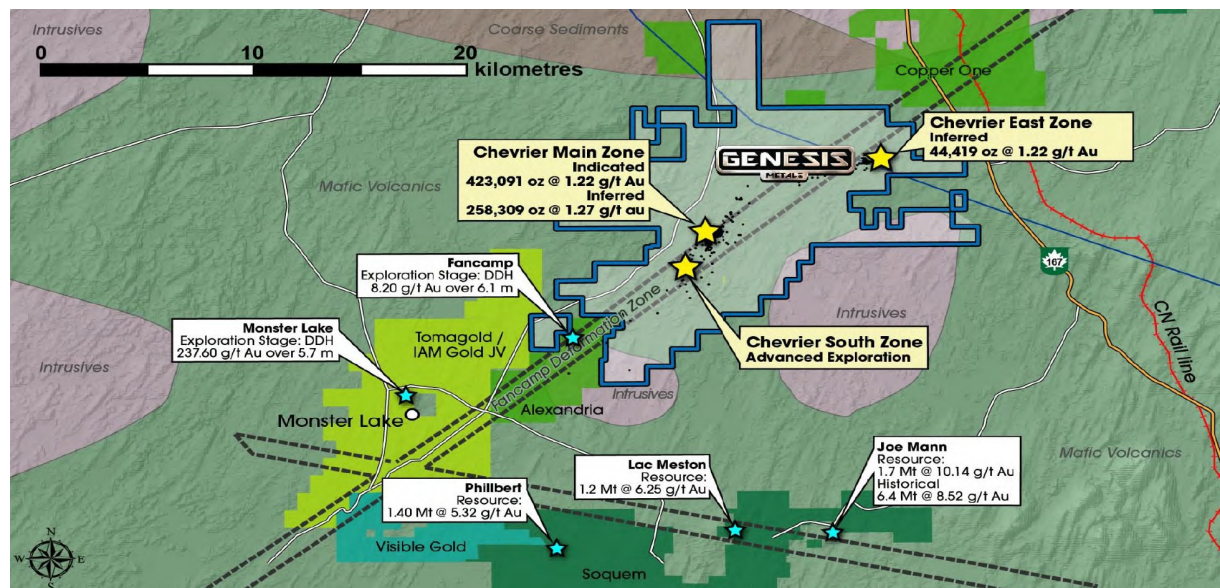 Intrusives
Coarse Sediments
0 10 20
kilometres
Copper One
Chevrier East Zone
Inferred
44,419 oz @ 1.22 g/t Au
Chevrier Main Zone
Indicated
423,091 oz @ 1.22 g/t Au
Inferred
258,309 oz @ 1.27 g/t au
GENESIS
METALS
Mafic Volcanics
Fancamp
Exploration Stage: DDH
8.20 g/t Au over 6.1 m
167
CN Rail line
Monster Lake
Exploration Stage: DDH
237.60 g/t Au over 5.7 m
Tomagold /
IAM Gold JV
Fancamp Deformation Zone
Intrusives
Chevrier South Zone
Advanced Exploration
Intrusives
Intrusives
Alexandria
Monster Lake
Joe Mann
Resource:
1.7 Mt @ 10.14 g/t Au
Historical
6.4 Mt @ 8.52 g/t Au
Mafic Volcanics
Lac Meston
Resource:
1.2 Mt @ 6.25 g/t Au
Phillbert
Resource:
1.40 Mt @ 5.32 g/t Au
Visible Gold
Soquem
N
W E
S